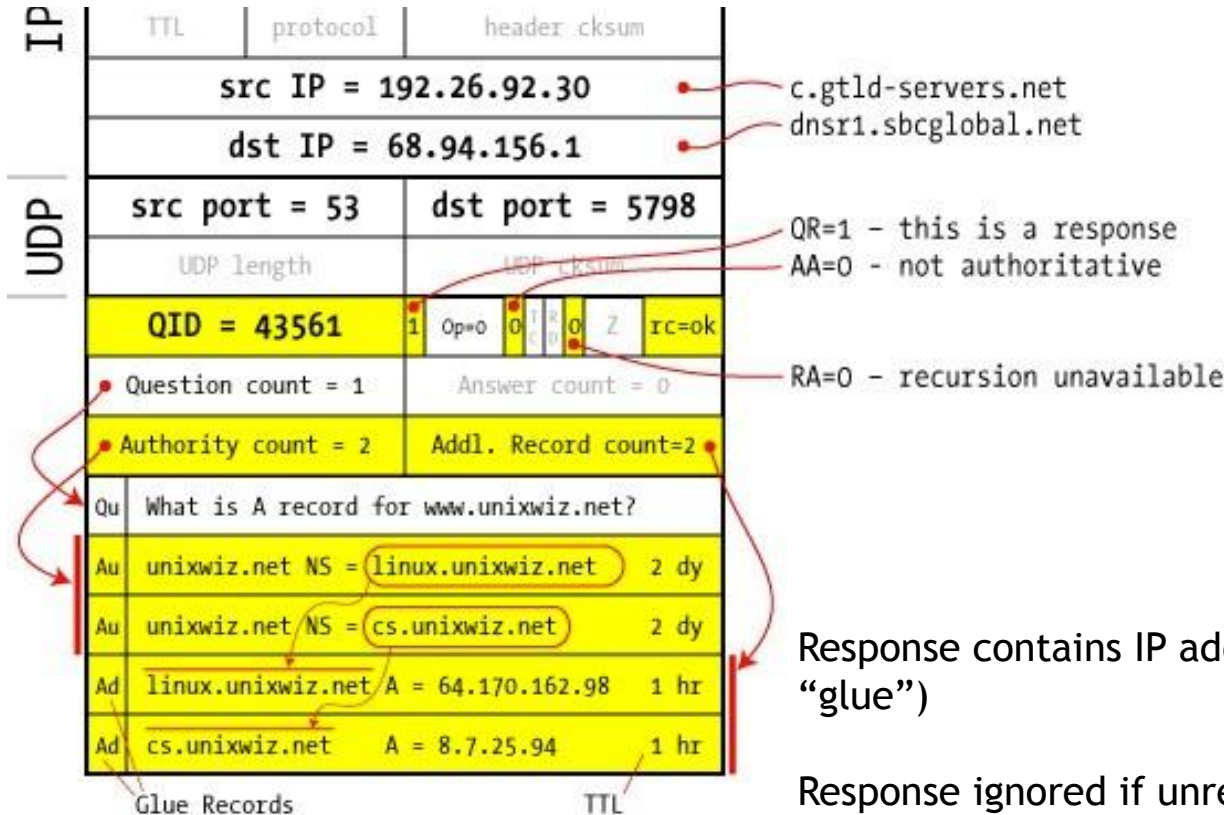 IP
TTL protocol header cksum
src IP = 192.26.92.30
c.gtld-servers.net
dst IP = 68.94.156.1
dnsr1.sbcglobal.net
UDP
src port = 53 dst port = 5798
QR=1 – this is a response
UDP length UDP cksum
AA=0 - not authoritative
QID = 43561 1 Op=0 0 TC RD 0 Z rc=ok
Question count = 1 Answer count = 0
RA=0 – recursion unavailable
Authority count = 2 Addl. Record count=2
Qu What is A record for www.unixwiz.net?
Au unixwiz.net NS = linux.unixwiz.net 2 dy
Au unixwiz.net NS = cs.unixwiz.net 2 dy
Ad linux.unixwiz.net A = 64.170.162.98 1 hr
Ad cs.unixwiz.net A = 8.7.25.94 1 hr
Glue Records TTL
Response contains IP
“glue”)
Response ignored if